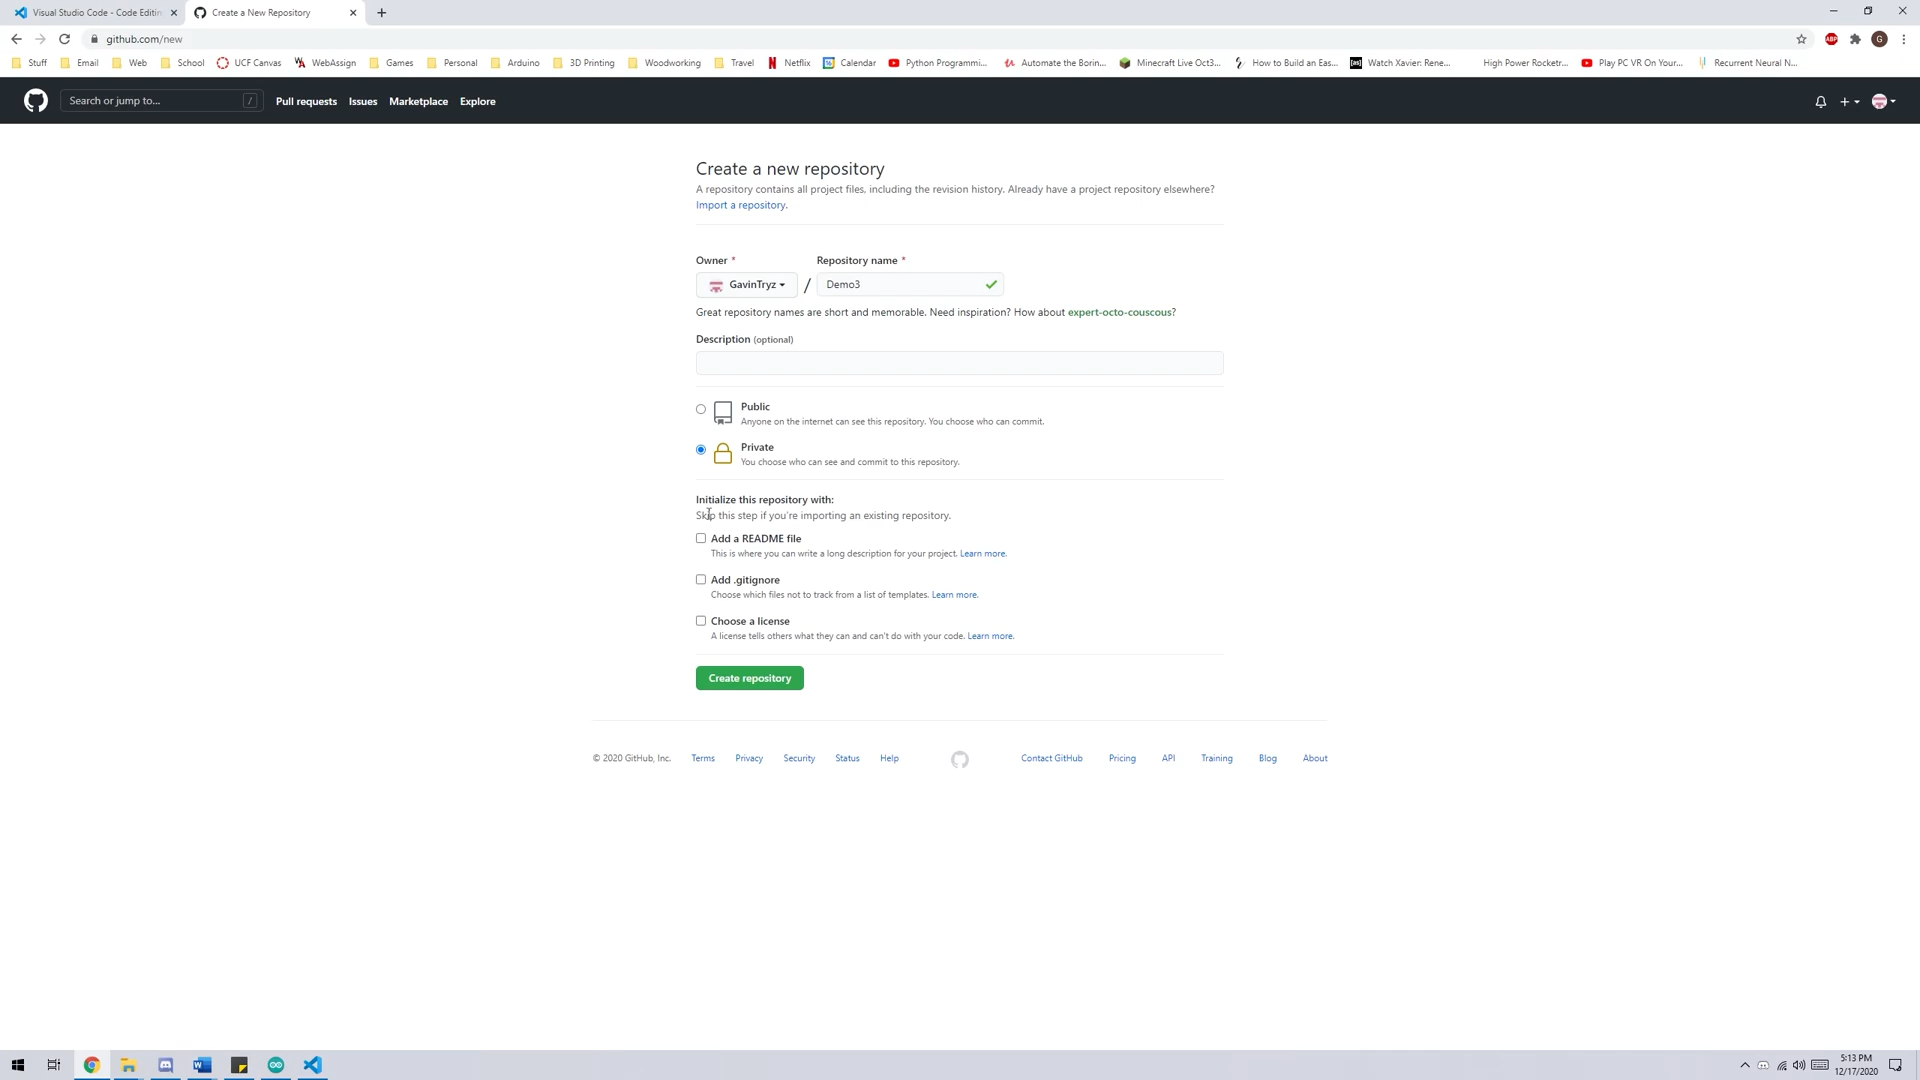 Visual Studio Code - Code Editin
Create a New Repository
github.com/new
ABP
G
Stuff
Email
Web
School
UCF Canvas
WebAssign
Games
Personal
Arduino
3D Printing
Woodworking
Travel
Netflix
Calendar
Python Programmi...
Automate the Borin...
Minecraft Live Oct3...
How to Build an Eas...
Watch Xavier: Rene...
High Power Rocketr...
Play PC VR On Your...
Recurrent Neural N...
Search or jump to...
/
Pull requests
Issues
Marketplace
Explore
Create a new repository
A repository contains all project files, including the revision history. Already have a project repository elsewhere?
Import a repository.
Owner *
Repository name *
GavinTryz
/
Demo3
Great repository names are short and memorable. Need inspiration? How about expert-octo-couscous?
Description (optional)
Public
Anyone on the internet can see this repository. You choose who can commit.
Private
You choose who can see and commit to this repository.
Initialize this repository with:
Skip this step if you're importing an existing repository.
Add a README file
This is where you can write a long description for your project. Learn more.
Add .gitignore
Choose which files not to track from a list of templates. Learn more.
Choose a license
A license tells others what they can and can't do with your code. Learn more.
Create repository
© 2020 GitHub, Inc.
Terms
Privacy
Security
Status
Help
Contact GitHub
Pricing
API
Training
Blog
About
5:13 PM
12/17/2020